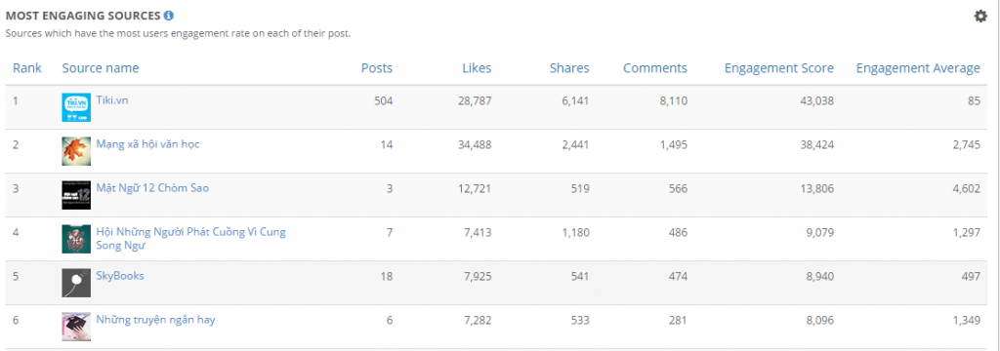 MOST ENGAGING SOURCES
Sources which have the most users engagement rate on each of their post.
Rank Source name Posts Likes Shares Comments Engagement Score Engagement Average
1 TIKI.VN Tiki.vn 504 28,787 6,141 8,110 43,038 85
2 Mạng xã hội văn học 14 34,488 2,441 1,495 38,424 2,745
3 12 Mật Ngữ 12 Chòm Sao 3 12,721 519 566 13,806 4,602
4 Hội Những Người Phát Cuồng Vì Cung 7 7,413 1,180 486 9,079 1,297
Song Ngư
5 SkyBooks 18 7,925 541 474 8,940 497
6 Những truyện ngắn hay 6 7,282 533 281 8,096 1,349